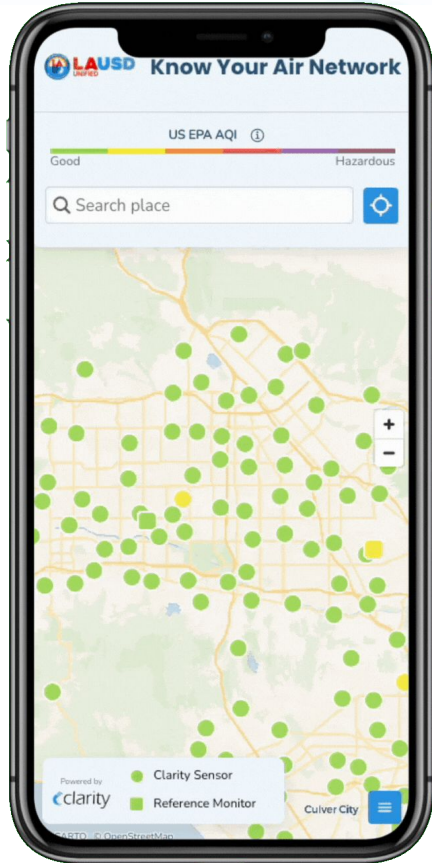 LAUSD
UNIFIED
Know Your Air Network
US EPA AQI
Good
Hazardous
Search place
+
−
Powered by
clarity
Clarity Sensor
Reference Monitor
Culver City
CARTO © OpenStreetMap